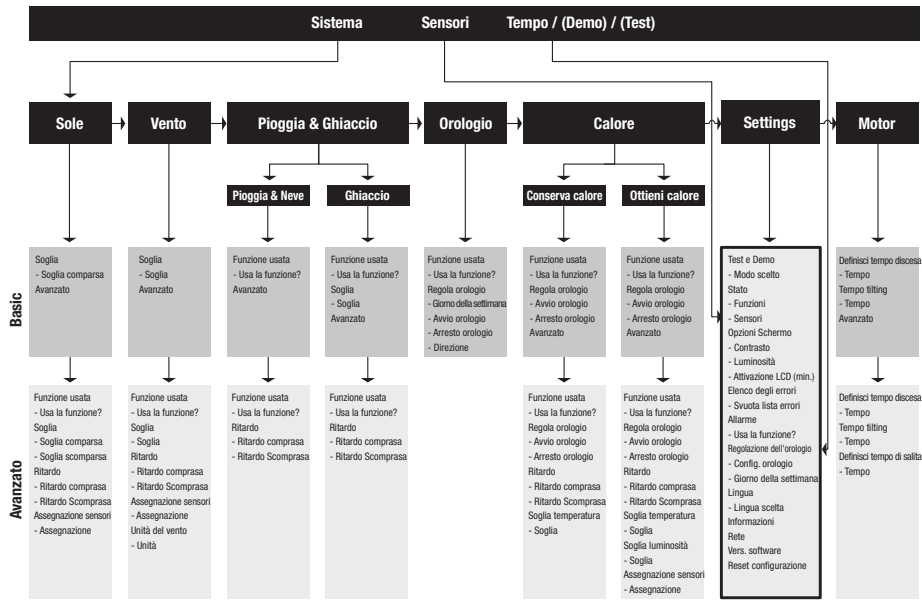 Sistema Sensori Tempo / (Demo) / (Test)
Sole
Vento
Pioggia & Ghiaccio
Orologio
Calore
Settings
Motor
Pioggia & Neve
Ghiaccio
Conserva calore
Ottieni calore
Basic
Soglia
- Soglia comparsa
Avanzato
Soglia
- Soglia
Avanzato
Funzione usata
- Usa la funzione?
Avanzato
Funzione usata
- Usa la funzione?
Soglia
- Soglia
Avanzato
Funzione usata
- Usa la funzione?
Regola orologio
- Giorno della settimana
- Avvio orologio
- Arresto orologio
- Direzione
Funzione usata
- Usa la funzione?
Regola orologio
- Avvio orologio
- Arresto orologio
Avanzato
Funzione usata
- Usa la funzione?
Regola orologio
- Avvio orologio
- Arresto orologio
Avanzato
Test e Demo
- Modo scelto
Stato
- Funzioni
- Sensori
Opzioni Schermo
- Contrasto
- Luminosità
- Attivazione LCD (min.)
Elenco degli errori
- Svuota lista errori
Allarme
- Usa la funzione?
Regolazione dell'orologio
- Config. orologio
- Giorno della settimana
Lingua
- Lingua scelta
Informazioni
Rete
Vers. software
Reset configurazione
Definisci tempo discesa
- Tempo
Tempo tilting
- Tempo
Avanzato
Avanzato
Funzione usata
- Usa la funzione?
Soglia
- Soglia comparsa
- Soglia scomparsa
Ritardo
- Ritardo comprasa
- Ritardo Scomprasa
Assegnazione sensori
- Assegnazione
Funzione usata
- Usa la funzione?
Soglia
- Soglia
Ritardo
- Ritardo comprasa
- Ritardo Scomprasa
Assegnazione sensori
- Assegnazione
Unità del vento
- Unità
Funzione usata
- Usa la funzione?
Ritardo
- Ritardo comprasa
- Ritardo Scomprasa
Funzione usata
- Usa la funzione?
Ritardo
- Ritardo comprasa
- Ritardo Scomprasa
Funzione usata
- Usa la funzione?
Regola orologio
- Avvio orologio
- Arresto orologio
Ritardo
- Ritardo comprasa
- Ritardo Scomprasa
Soglia temperatura
- Soglia
Funzione usata
- Usa la funzione?
Regola orologio
- Avvio orologio
- Arresto orologio
Ritardo
- Ritardo comprasa
- Ritardo Scomprasa
Soglia temperatura
- Soglia
Soglia luminosità
- Soglia
Assegnazione sensori
- Assegnazione
Definisci tempo discesa
- Tempo
Tempo tilting
- Tempo
Definisci tempo di salita
- Tempo